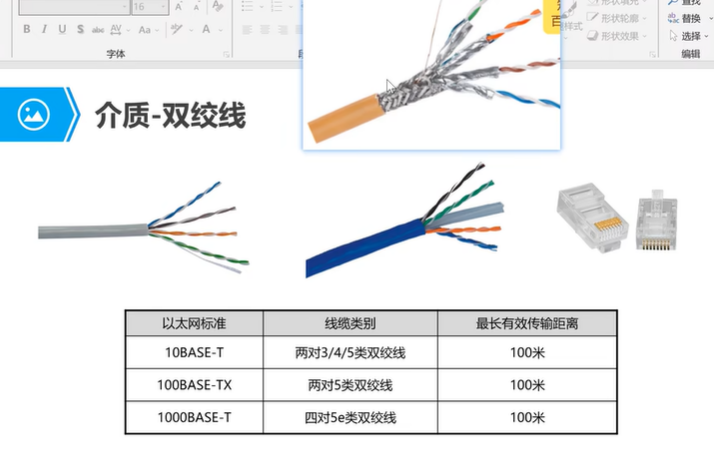 16
形状填充
查找
B I U S abc AV Aa A
形状轮廓
替换
形状效果
选择
字体
编辑
介质-双绞线
以太网标准 线缆类别 最长有效传输距离
10BASE-T 两对3/4/5类双绞线 100米
100BASE-TX 两对5类双绞线 100米
1000BASE-T 四对5e类双绞线 100米